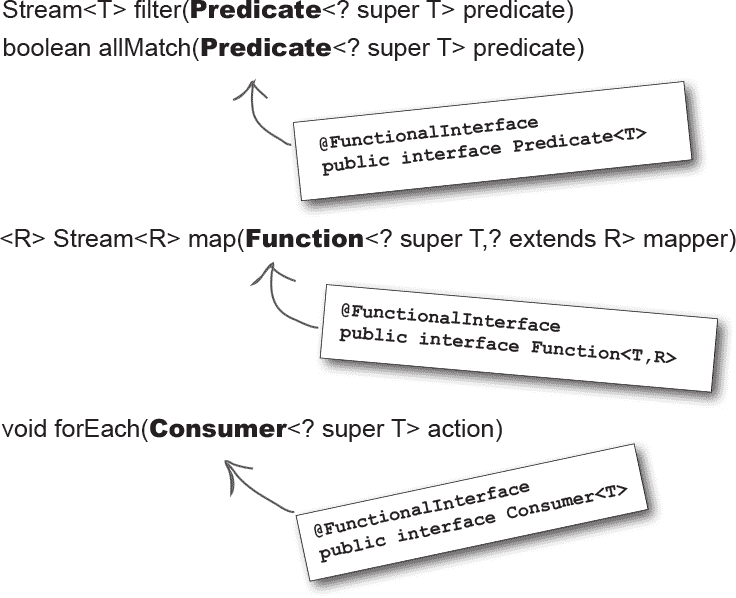 Stream<T> filter(Predicate<? super T> predicate)
boolean allMatch(Predicate<? super T> predicate)
@FunctionalInterface
public interface Predicate<T>
<R> Stream<R> map(Function<? super T,? extends R> mapper)
@FunctionalInterface
public interface Function<T,R>
void forEach(Consumer<? super T> action)
@FunctionalInterface
public interface Consumer<T>